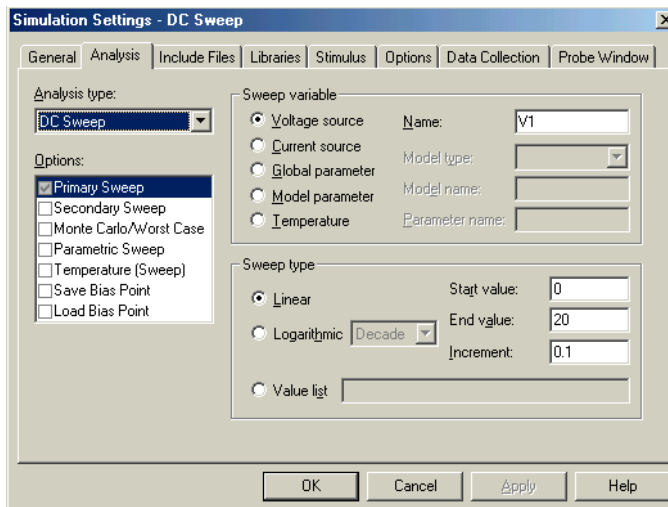 Simulation Settings - DC Sweep
General Analysis Include Files Libraries Stimulus Options Data Collection Probe Window
Analysis type:
DC Sweep
Options:
Primary Sweep
Secondary Sweep
Monte Carlo/Worst Case
Parametric Sweep
Temperature (Sweep)
Save Bias Point
Load Bias Point
Sweep variable
Voltage source Name: V1
Current source Model type:
Global parameter Model name:
Model parameter Parameter name:
Temperature
Sweep type
Linear
Logarithmic Decade
Value list
Start value: 0
End value: 20
Increment: 0.1
OK Cancel Apply Help